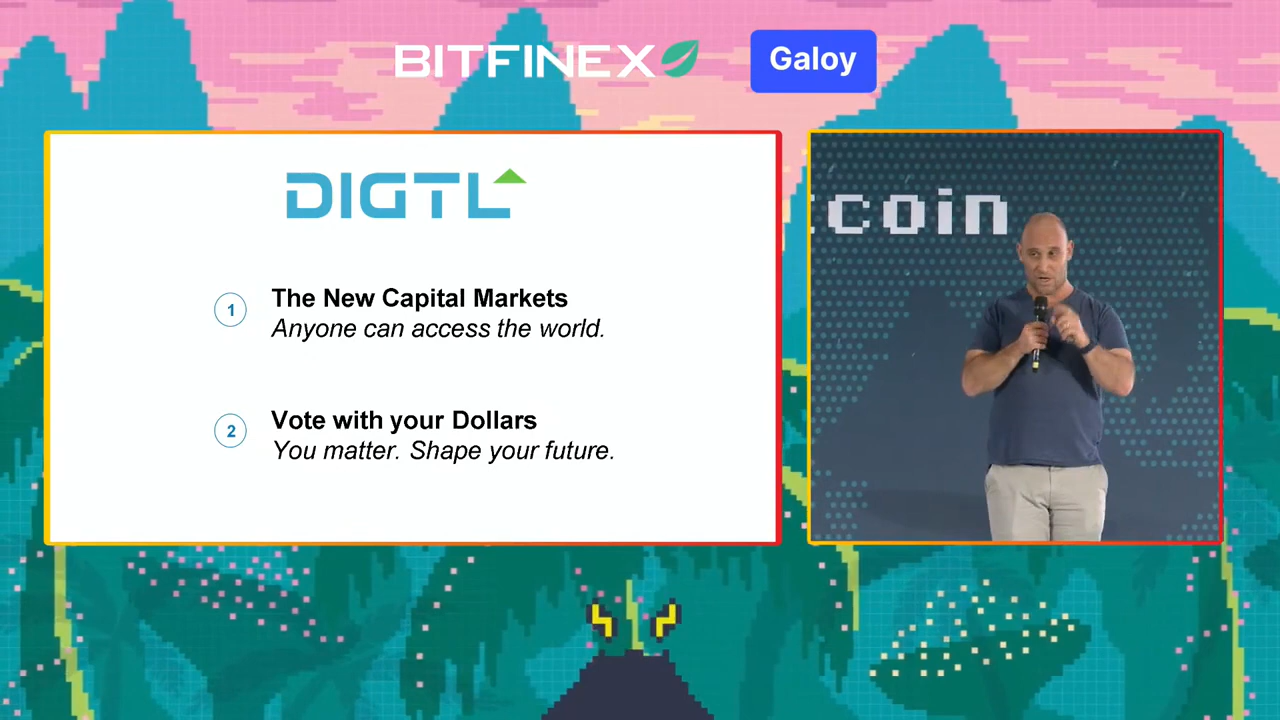 BITFINEX
Galoy
DIGTL
1
The New Capital Markets
Anyone can access the world.
2
Vote with your Dollars
You matter. Shape your future.
tcoin